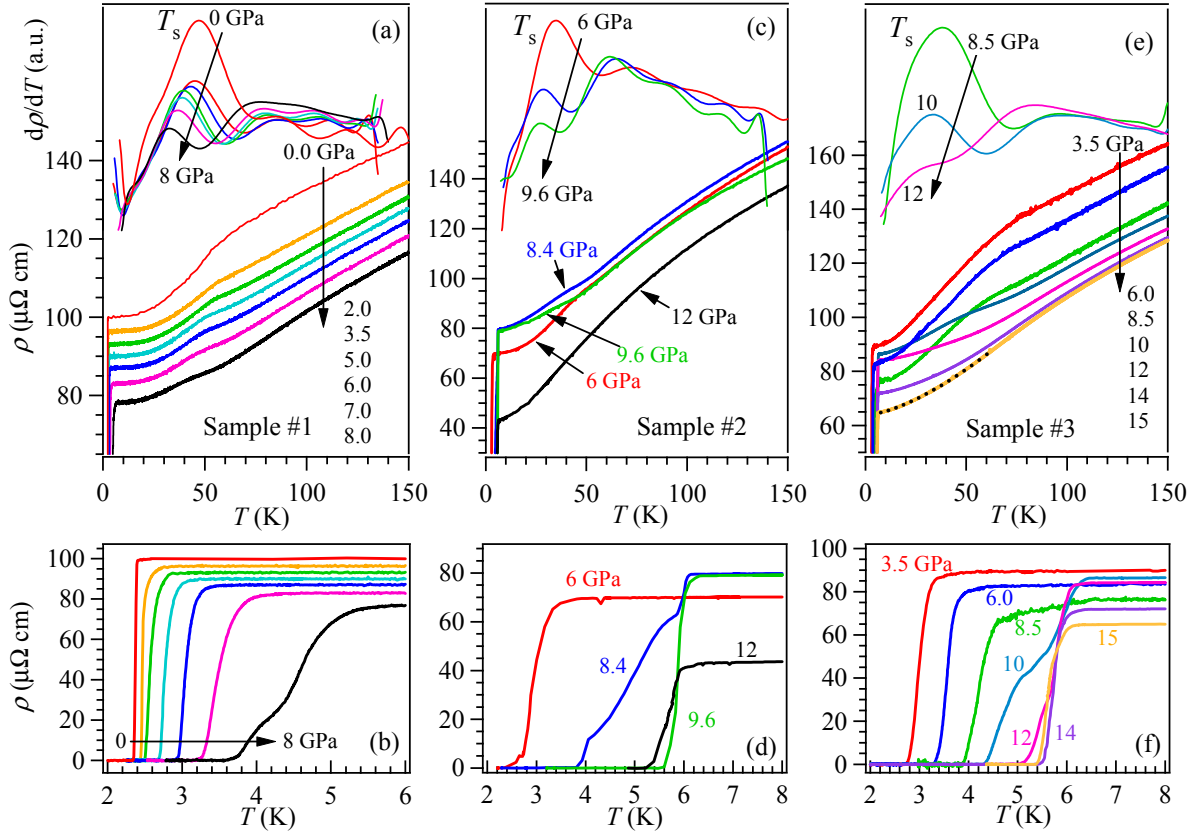 dρ/dT (a.u.)
T_s
0 GPa
(a)
8 GPa
0.0 GPa
140
120
100
80
ρ (μΩ cm)
2.0
3.5
5.0
6.0
7.0
8.0
Sample #1
0 50 100 150
T (K)
T_s
6 GPa
(c)
9.6 GPa
140
120
100
80
60
40
8.4 GPa
12 GPa
9.6 GPa
6 GPa
Sample #2
0 50 100 150
T (K)
T_s
8.5 GPa
(e)
10
12
3.5 GPa
160
140
120
100
80
60
6.0
8.5
10
12
14
15
Sample #3
0 50 100 150
T (K)
100
80
60
40
20
0
ρ (μΩ cm)
0
8 GPa
(b)
2 3 4 5 6
T (K)
80
60
40
20
0
6 GPa
8.4
12
9.6
(d)
2 3 4 5 6 7 8
T (K)
100
80
60
40
20
0
3.5 GPa
6.0
8.5
10
15
12
14
(f)
2 3 4 5 6 7 8
T (K)